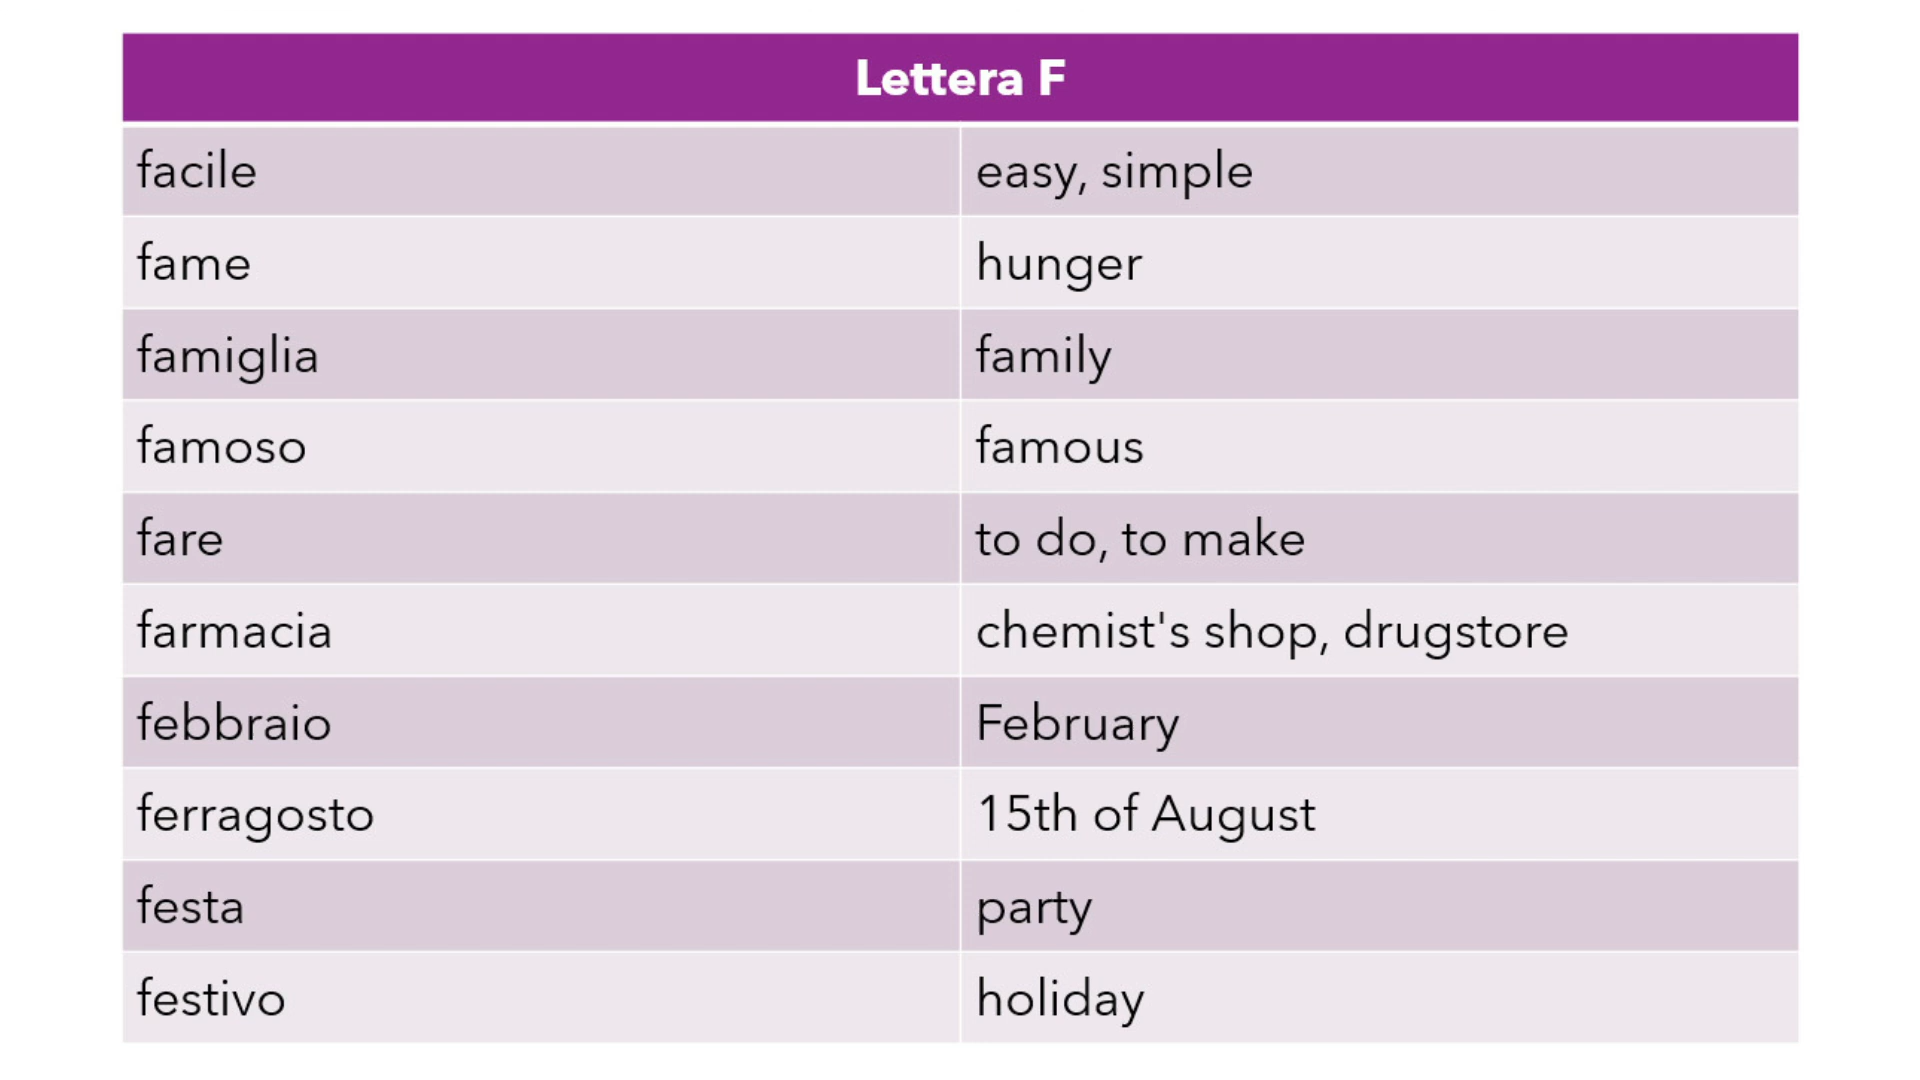 Lettera F
facile easy, simple
fame hunger
famiglia family
famoso famous
fare to do, to make
farmacia chemist's shop, drugstore
febbraio February
ferragosto 15th of August
festa party
festivo holiday